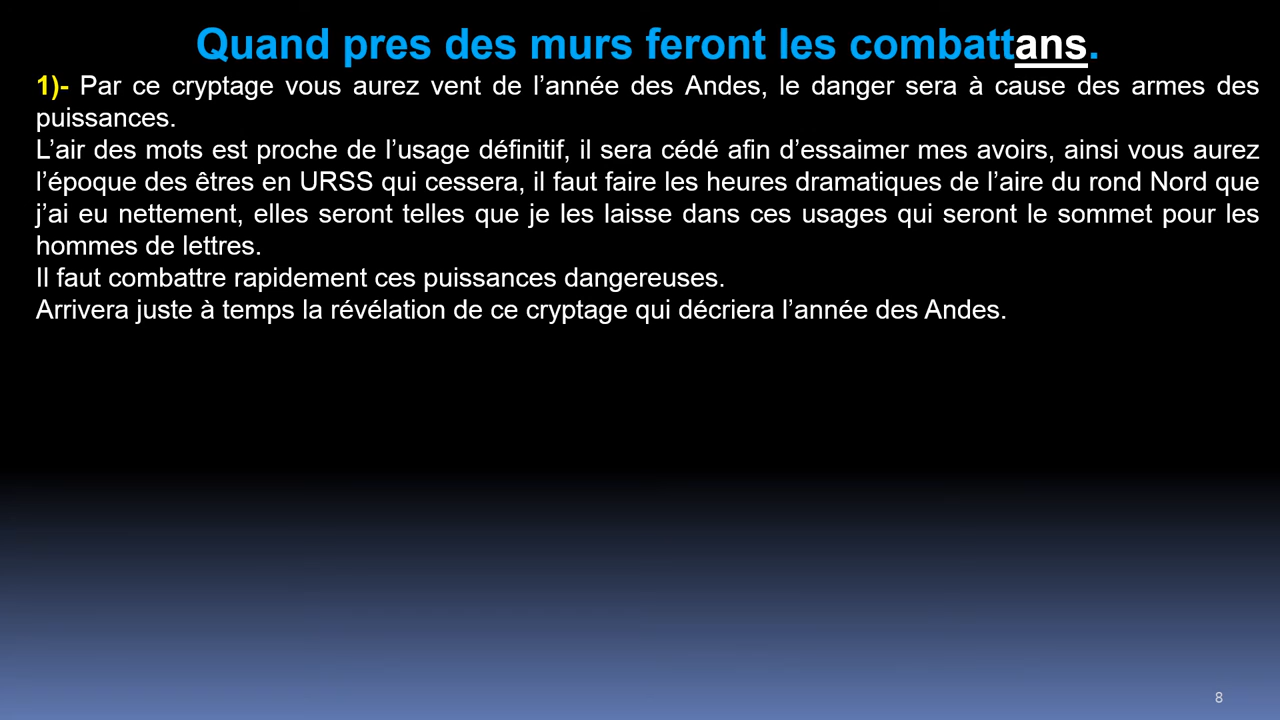 Quand pres des murs feront les combattans.
1)- Par ce cryptage vous aurez vent de l’année des Andes, le danger sera à cause des armes des
puissances.
L’air des mots est proche de l’usage définitif, il sera cédé afin d’essaimer mes avoirs, ainsi vous aurez
l’époque des êtres en URSS qui cessera, il faut faire les heures dramatiques de l’aire du rond Nord que
j’ai eu nettement, elles seront telles que je les laisse dans ces usages qui seront le sommet pour les
hommes de lettres.
Il faut combattre rapidement ces puissances dangereuses.
Arrivera juste à temps la révélation de ce cryptage qui décriera l’année des Andes.
8